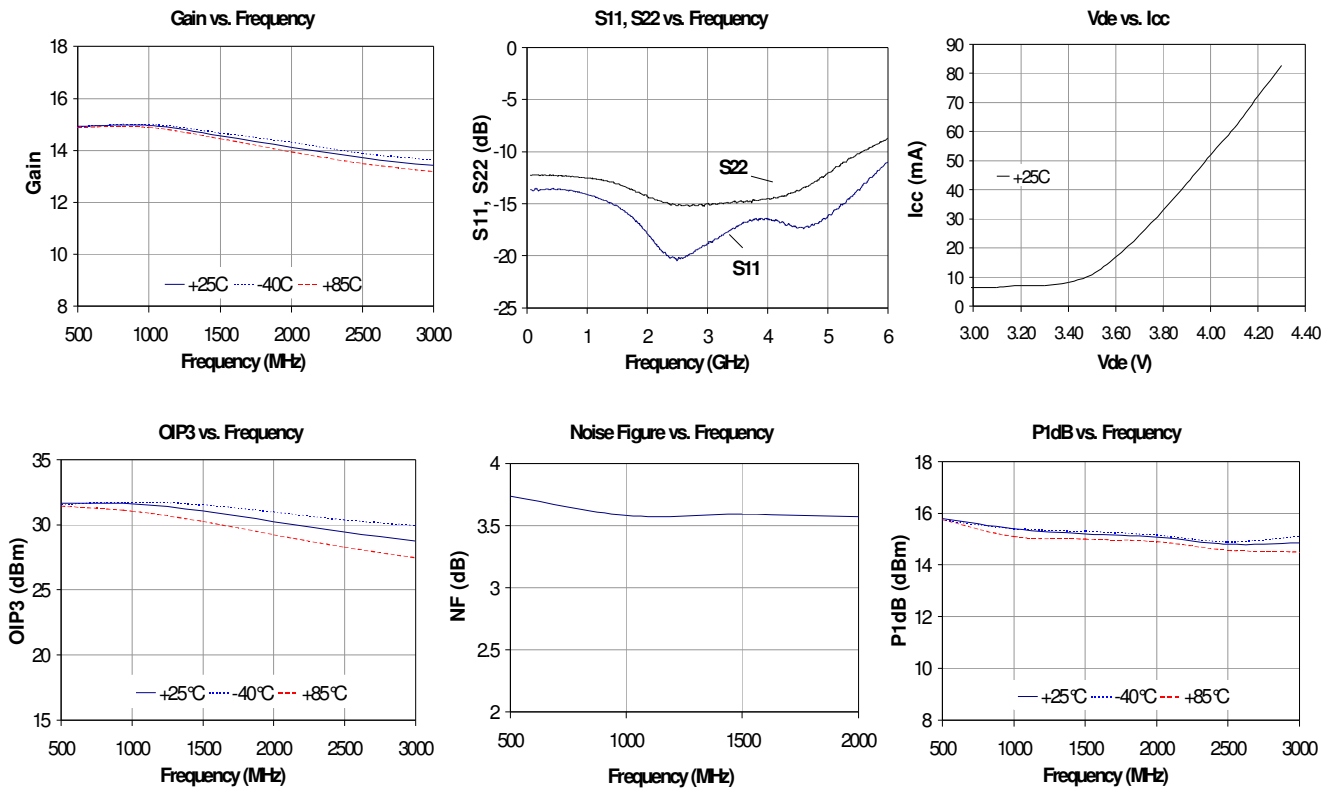 Gain vs. Frequency
18
16
14
12
10
8
Gain
+25C -40C +85C
500 1000 1500 2000 2500 3000
Frequency (MHz)
S11, S22 vs. Frequency
0
-5
-10
-15
-20
-25
S11, S22 (dB)
S22
S11
0 1 2 3 4 5 6
Frequency (GHz)
Vde vs. Icc
90
80
70
60
50
40
30
20
10
0
Icc (mA)
+25C
3.00 3.20 3.40 3.60 3.80 4.00 4.20 4.40
Vde (V)
OIP3 vs. Frequency
35
30
25
20
15
OIP3 (dBm)
+25°C -40°C +85°C
500 1000 1500 2000 2500 3000
Frequency (MHz)
Noise Figure vs. Frequency
4
3.5
3
2.5
2
NF (dB)
500 1000 1500 2000
Frequency (MHz)
P1dB vs. Frequency
18
16
14
12
10
8
P1dB (dBm)
+25°C -40°C +85°C
500 1000 1500 2000 2500 3000
Frequency (MHz)